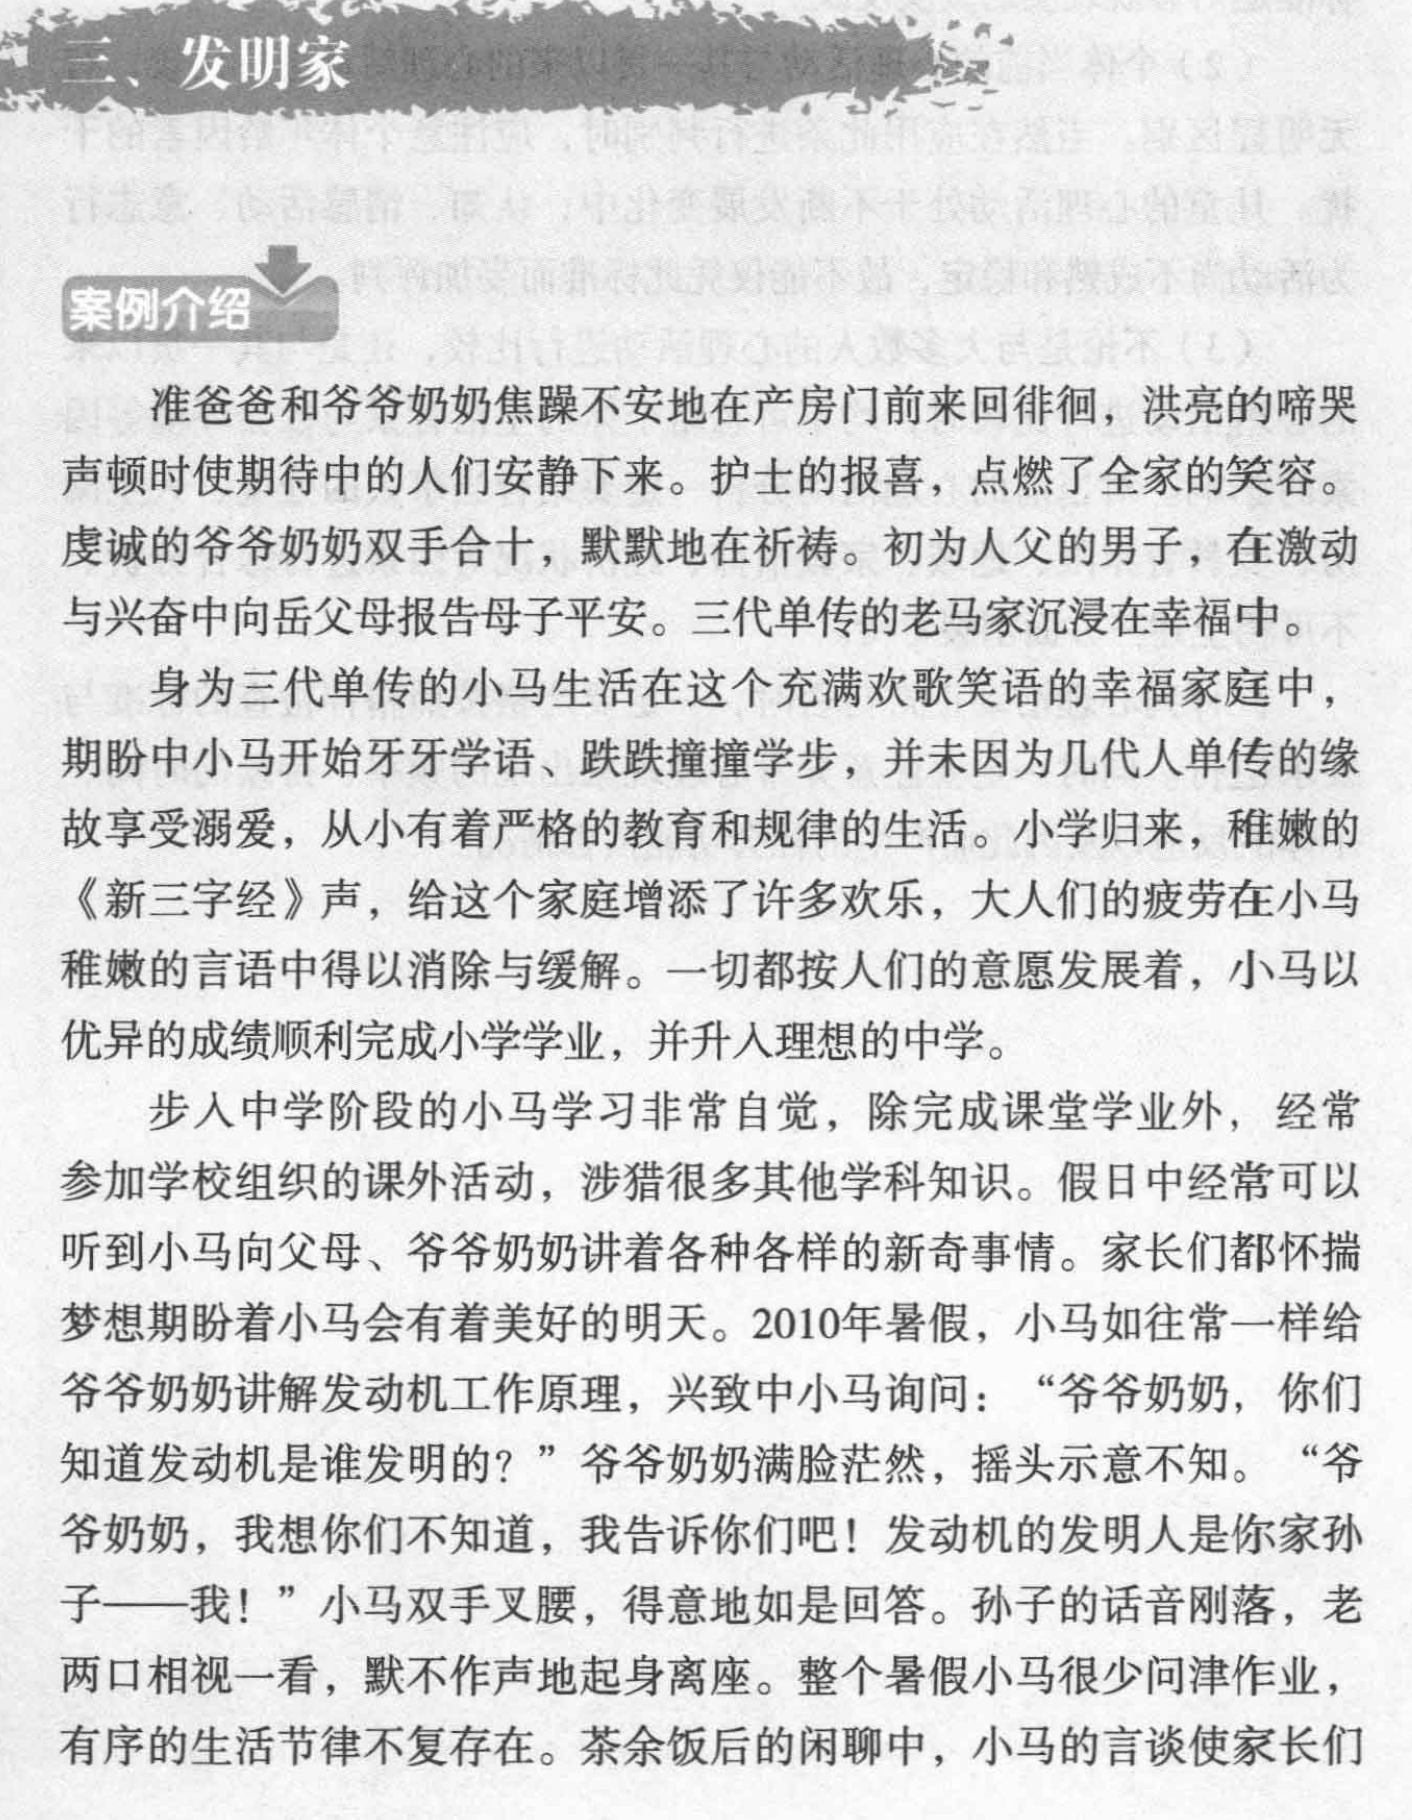 三、发明家
案例介绍
准爸爸和爷爷奶奶焦躁不安地在产房门前来回徘徊，洪亮的啼哭
声顿时使期待中的人们安静下来。护士的报喜，点燃了全家的笑容。
虔诚的爷爷奶奶双手合十，默默地在祈祷。初为人父的男子，在激动
与兴奋中向岳父母报告母子平安。三代单传的老马家沉浸在幸福中。
身为三代单传的小马生活在这个充满欢歌笑语的幸福家庭中，
期盼中小马开始牙牙学语、跌跌撞撞学步，并未因为几代人单传的缘
故享受溺爱，从小有着严格的教育和规律的生活。小学归来，稚嫩的
《新三字经》声，给这个家庭增添了许多欢乐，大人们的疲劳在小马
稚嫩的言语中得以消除与缓解。一切都按人们的意愿发展着，小马以
优异的成绩顺利完成小学学业，并升入理想的中学。
步入中学阶段的小马学习非常自觉，除完成课堂学业外，经常
参加学校组织的课外活动，涉猎很多其他学科知识。假日中经常可以
听到小马向父母、爷爷奶奶讲着各种各样的新奇事情。家长们都怀揣
梦想期盼着小马会有着美好的明天。2010年暑假，小马如往常一样给
爷爷奶奶讲解发动机工作原理，兴致中小马询问：“爷爷奶奶，你们
知道发动机是谁发明的？”爷爷奶奶满脸茫然，摇头示意不知。“爷
爷奶奶，我想你们不知道，我告诉你们吧！发动机的发明人是你家孙
子——我！”小马双手叉腰，得意地如是回答。孙子的话音刚落，老
两口相视一看，默不作声地起身离座。整个暑假小马很少问津作业，
有序的生活节律不复存在。茶余饭后的闲聊中，小马的言谈使家长们